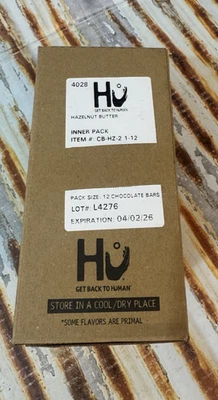 4028
Hu
GET BACK TO HUMAN®
HAZELNUT BUTTER
INNER PACK
ITEM #: CB-HZ-2.1-12
PACK SIZE: 12 CHOCOLATE BARS
LOT#: L4276
EXPIRATION: 04/02/26
Hu
GET BACK TO HUMAN®
STORE IN A COOL/DRY PLACE
*SOME FLAVORS ARE PRIMAL